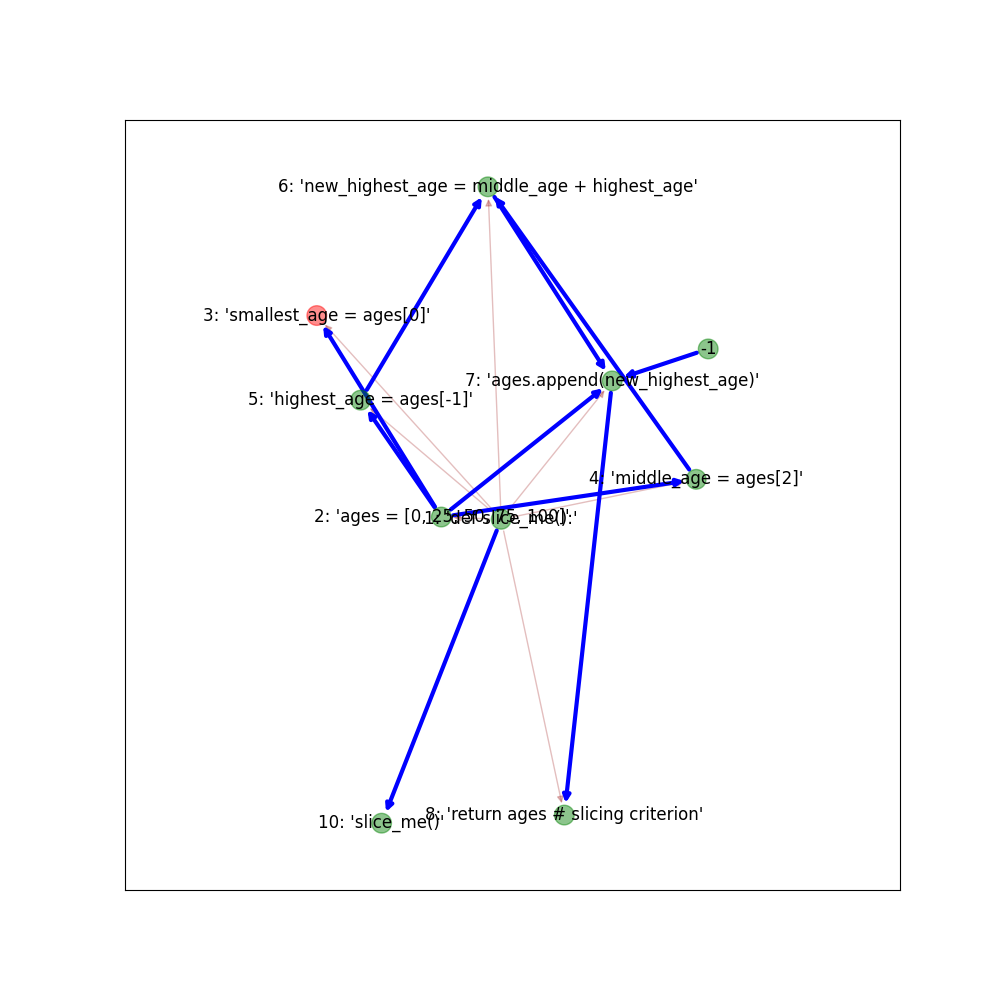 6: 'new_highest_age = middle_age + highest_age'
3: 'smallest_age = ages[0]'
-1
7: 'ages.append(new_highest_age)'
5: 'highest_age = ages[-1]'
4: 'middle_age = ages[2]'
2: 'ages = [0, 25, 50, 75, 100]'
1: 'def slice_me():'
8: 'return ages # slicing criterion'
10: 'slice_me()'